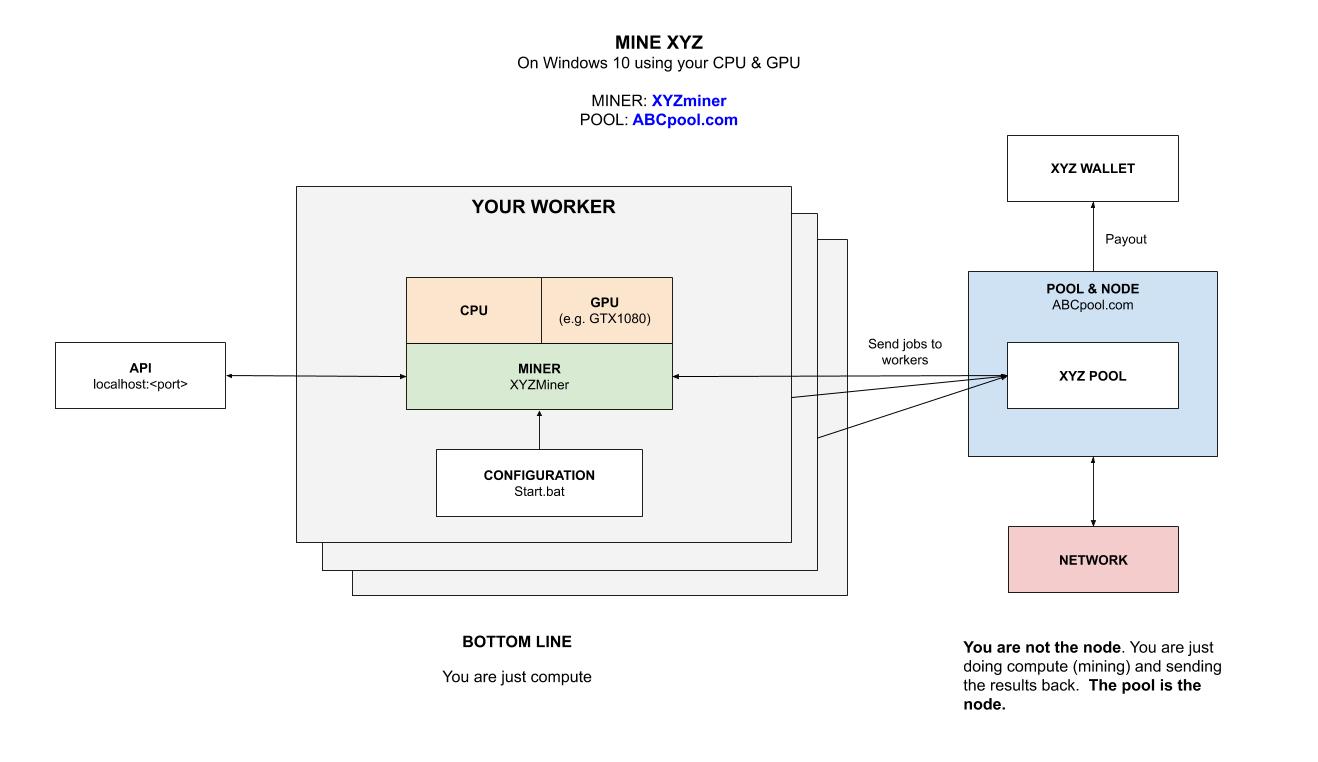 MINE XYZ
On Windows 10 using your CPU & GPU
MINER: XYZminer
POOL: ABCpool.com
XYZ WALLET
Payout
YOUR WORKER
CPU
GPU
(e.g. GTX1080)
MINER
XYZMiner
CONFIGURATION
Start.bat
API
localhost:<port>
Send jobs to
workers
POOL & NODE
ABCpool.com
XYZ POOL
NETWORK
BOTTOM LINE
You are just compute
You are not the node. You are just
doing compute (mining) and sending
the results back.  The pool is the
node.